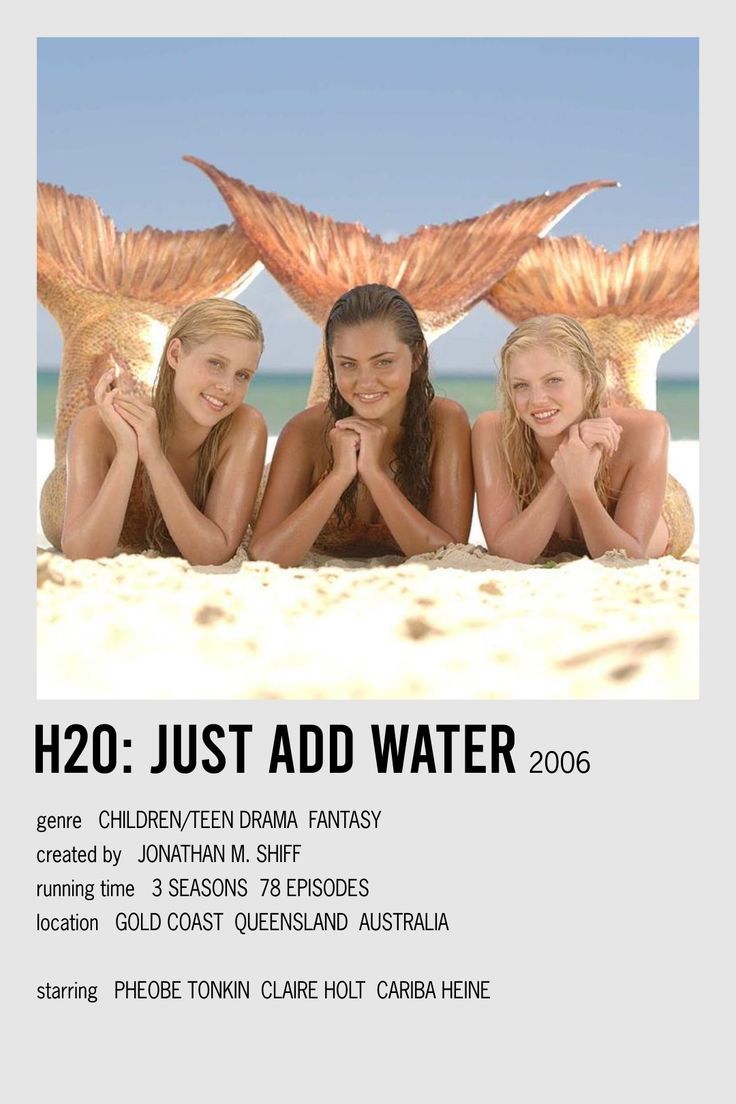 H2O: JUST ADD WATER 2006
genre CHILDREN/TEEN DRAMA FANTASY
created by JONATHAN M. SHIFF
running time 3 SEASONS 78 EPISODES
location GOLD COAST QUEENSLAND AUSTRALIA
starring PHEOBE TONKIN CLAIRE HOLT CARIBA HEINE